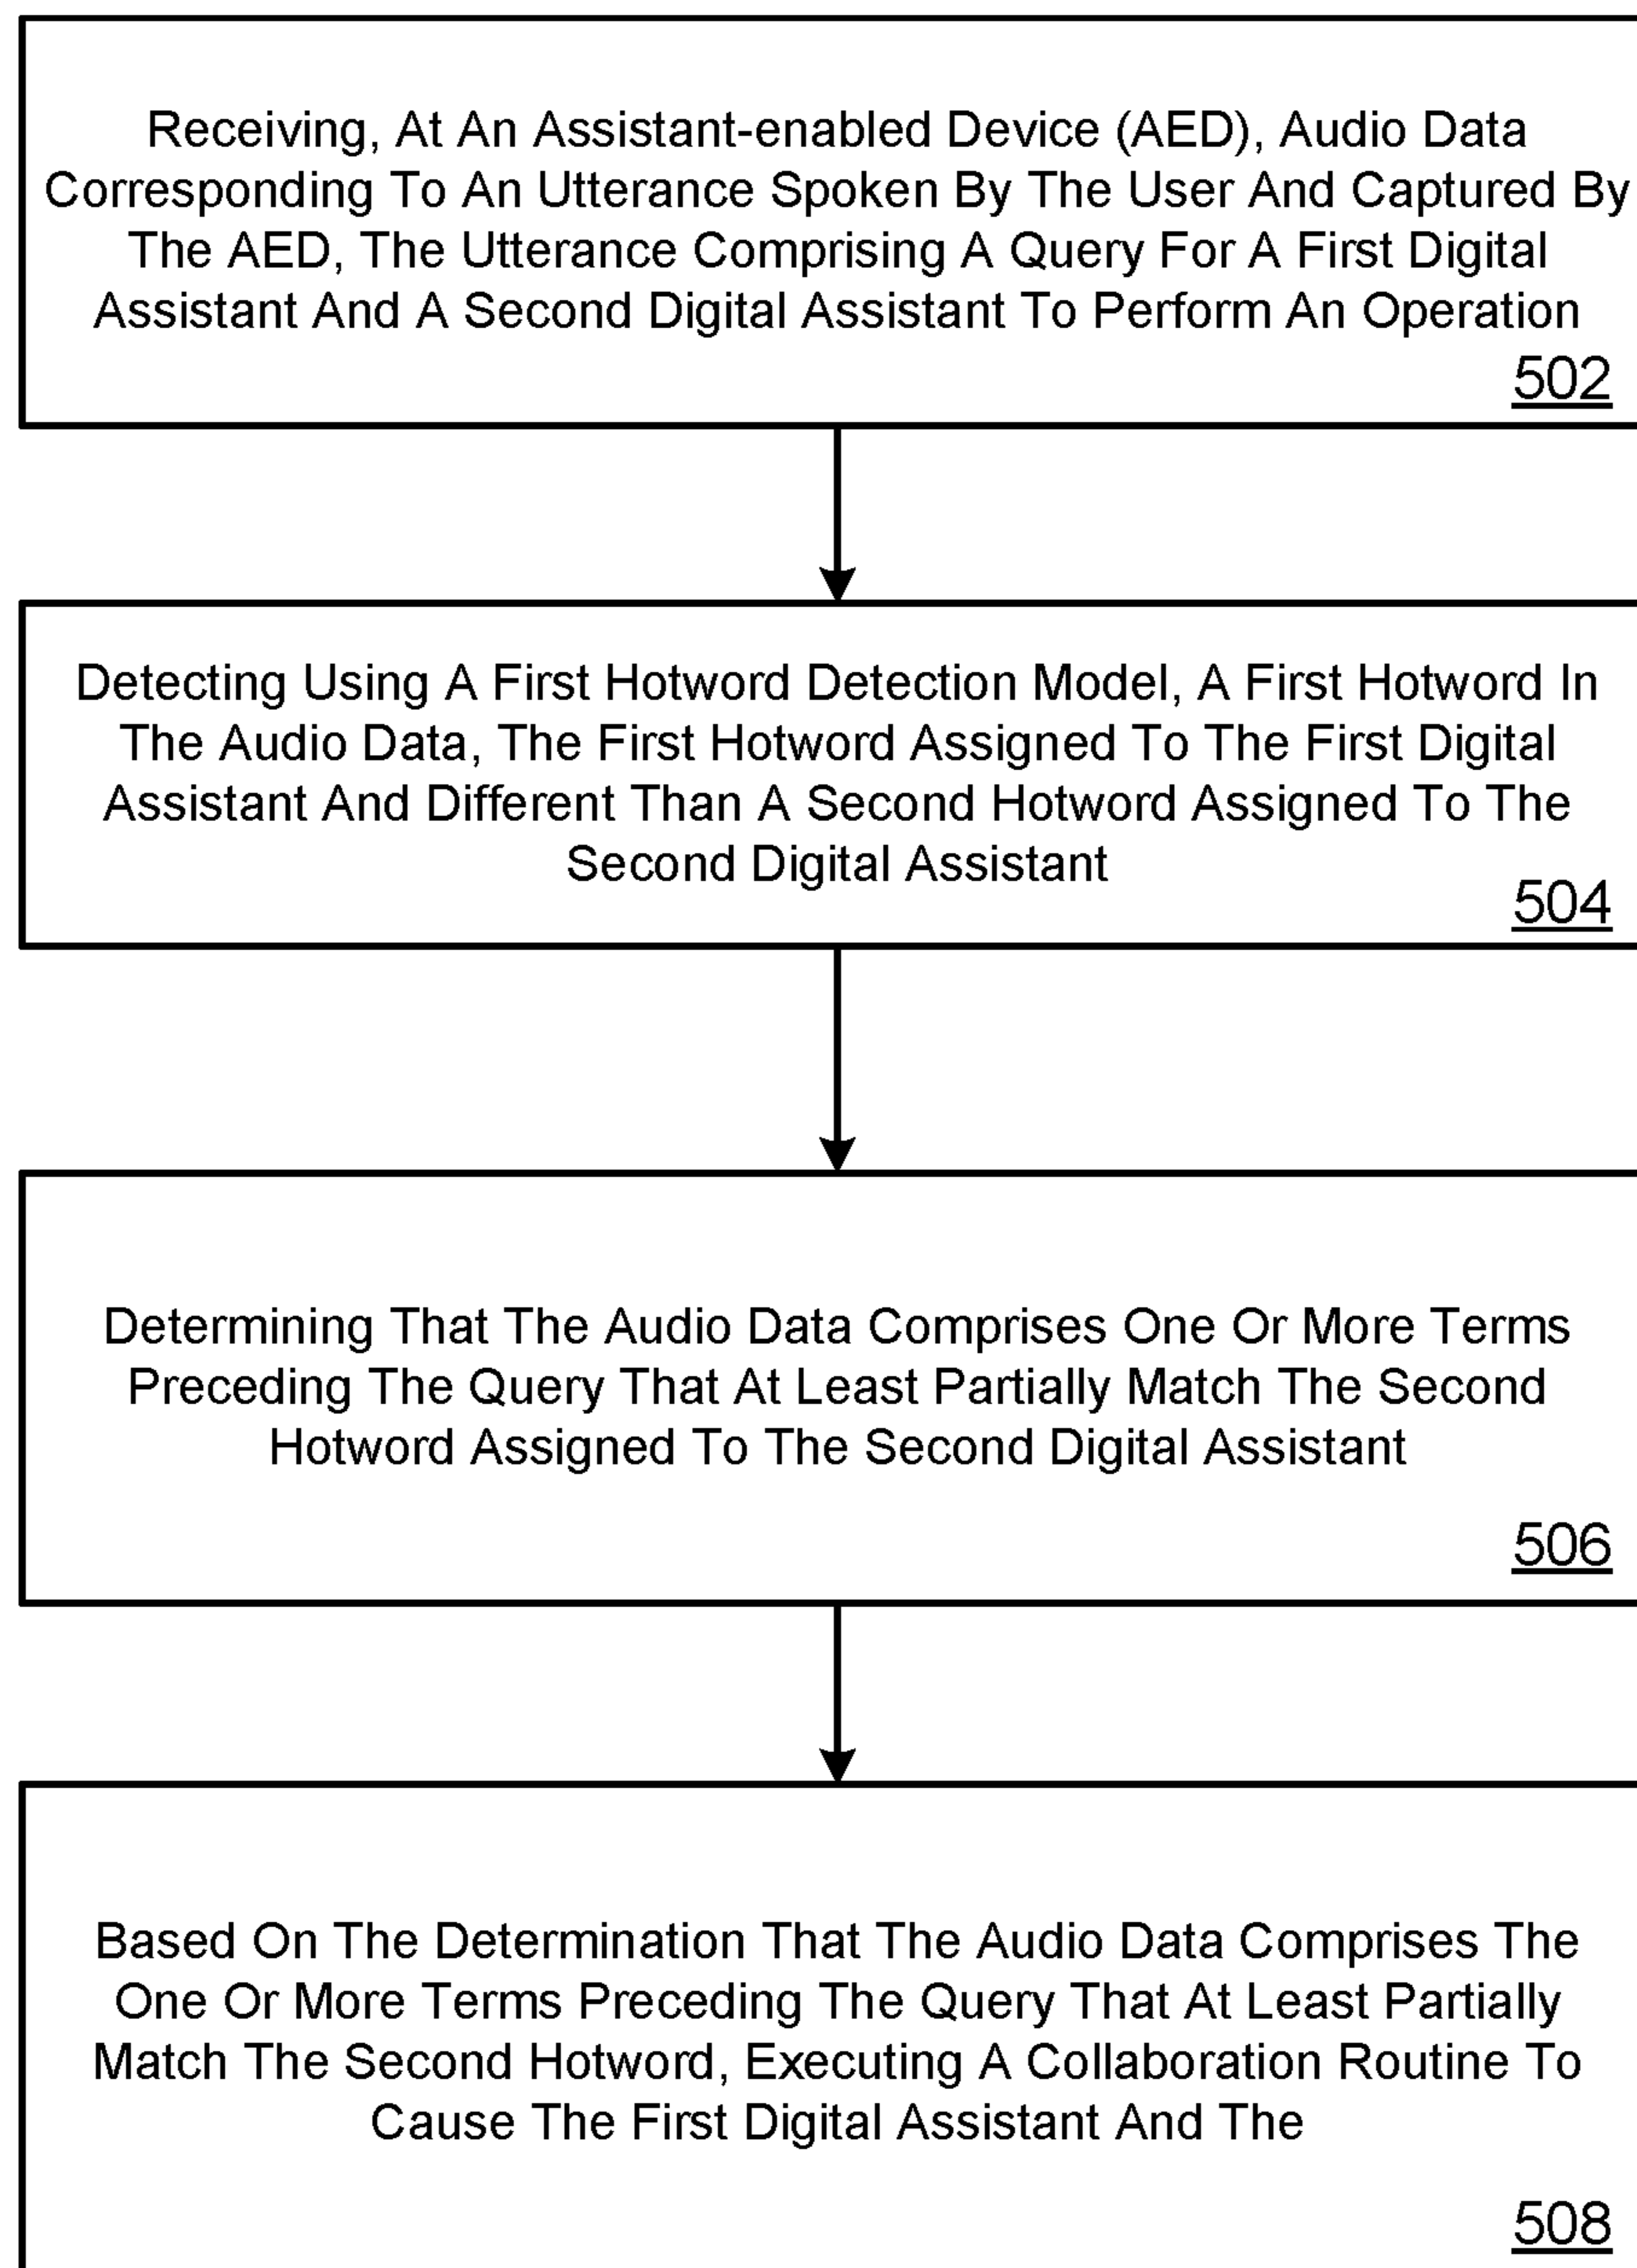 Receiving, At An Assistant-enabled Device (AED), Audio Data
Corresponding To An Utterance Spoken By The User And Captured By
The AED, The Utterance Comprising A Query For A First Digital
Assistant And A Second Digital Assistant To Perform An Operation
502
Detecting Using A First Hotword Detection Model, A First Hotword In
The Audio Data, The First Hotword Assigned To The First Digital
Assistant And Different Than A Second Hotword Assigned To The
Second Digital Assistant
504
Determining That The Audio Data Comprises One Or More Terms
Preceding The Query That At Least Partially Match The Second
Hotword Assigned To The Second Digital Assistant
506
Based On The Determination That The Audio Data Comprises The
One Or More Terms Preceding The Query That At Least Partially
Match The Second Hotword, Executing A Collaboration Routine To
Cause The First Digital Assistant And The
508